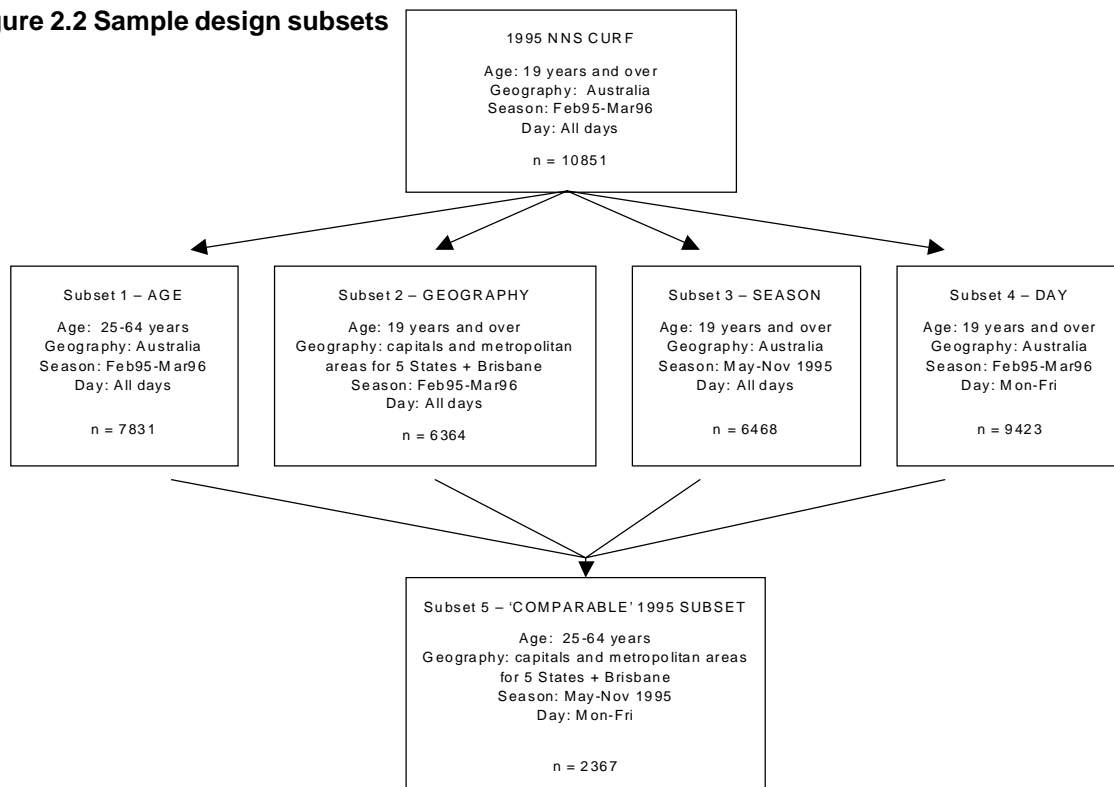 gure 2.2 Sample design subsets
1995 NNS CURF
Age: 19 years and over
Geography: Australia
Season: Feb95-Mar96
Day: All days
n = 10851
Subset 1 – AGE
Age: 25-64 years
Geography: Australia
Season: Feb95-Mar96
Day: All days
n = 7831
Subset 2 – GEOGRAPHY
Age: 19 years and over
Geography: capitals and metropolitan
areas for 5 States + Brisbane
Season: Feb95-Mar96
Day: All days
n = 6364
Subset 3 – SEASON
Age: 19 years and over
Geography: Australia
Season: May-Nov 1995
Day: All days
n = 6468
Subset 4 – DAY
Age: 19 years and over
Geography: Australia
Season: Feb95-Mar96
Day: Mon-Fri
n = 9423
Subset 5 – ‘COMPARABLE’ 1995 SUBSET
Age: 25-64 years
Geography: capitals and metropolitan areas
for 5 States + Brisbane
Season: May-Nov 1995
Day: Mon-Fri
n = 2367